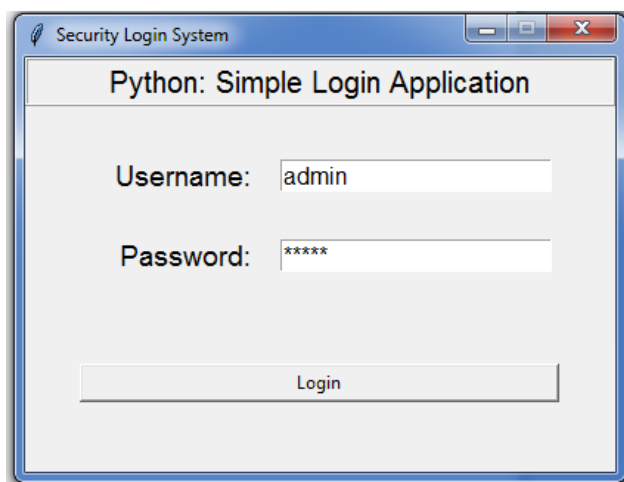 Security Login System
Python: Simple Login Application
Username: admin
Password: *****
Login